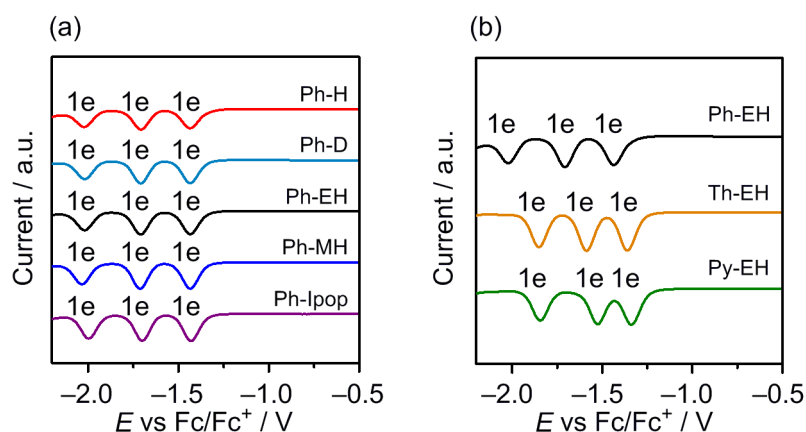 (a)
1e 1e 1e
Ph-H
1e 1e 1e
Ph-D
1e 1e 1e
Ph-EH
1e 1e 1e
Ph-MH
1e 1e 1e
Ph-Ipop
Current / a.u.
–2.0 –1.5 –1.0 –0.5
E vs Fc/Fc⁺ / V
(b)
1e 1e 1e
Ph-EH
1e 1e 1e
Th-EH
1e 1e 1e
Py-EH
Current / a.u.
–2.0 –1.5 –1.0 –0.5
E vs Fc/Fc⁺ / V